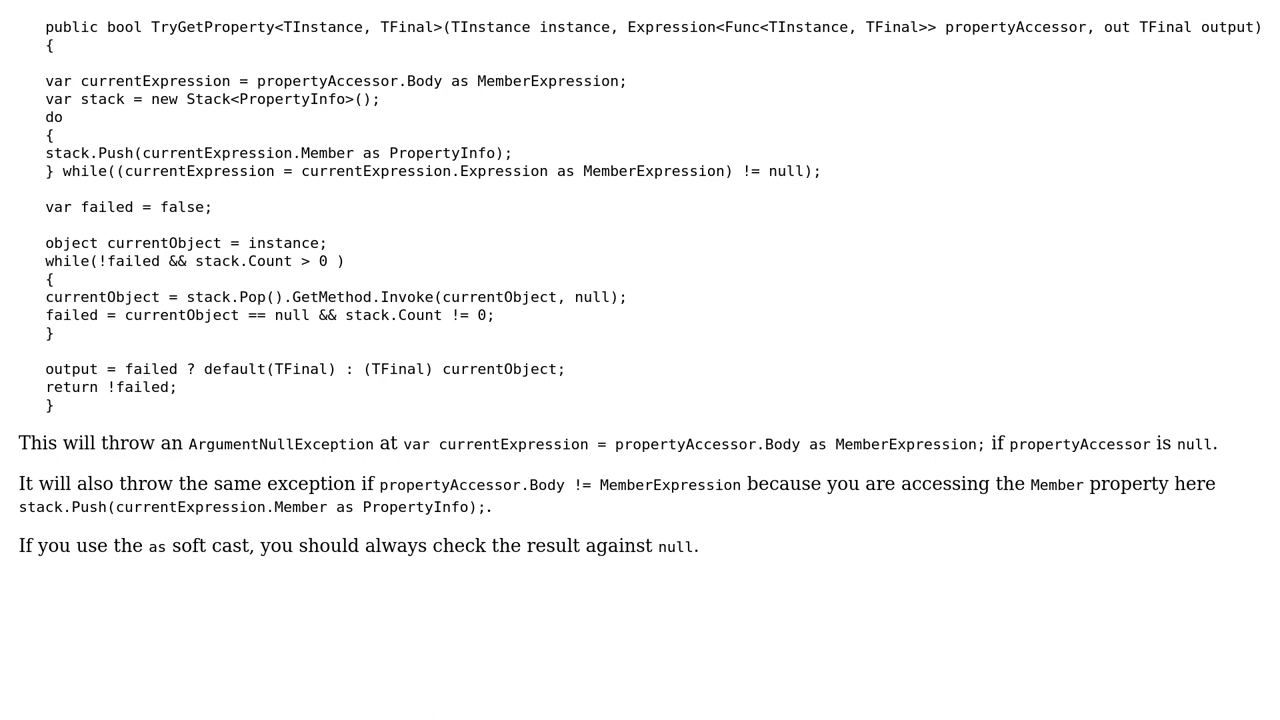 public bool TryGetProperty<TInstance, TFinal>(TInstance instance, Expression<Func<TInstance, TFinal>> propertyAccessor, out TFinal output)
{
var currentExpression = propertyAccessor.Body as MemberExpression;
var stack = new Stack<PropertyInfo>();
do
{
stack.Push(currentExpression.Member as PropertyInfo);
} while((currentExpression = currentExpression.Expression as MemberExpression) != null);
var failed = false;
object currentObject = instance;
while(!failed && stack.Count > 0 )
{
currentObject = stack.Pop().GetMethod.Invoke(currentObject, null);
failed = currentObject == null && stack.Count != 0;
}
output = failed ? default(TFinal) : (TFinal) currentObject;
return !failed;
}
This will throw an ArgumentNullException at var currentExpression = propertyAccessor.Body as MemberExpression; if propertyAccessor is null.
It will also throw the same exception if propertyAccessor.Body != MemberExpression because you are accessing the Member property here
stack.Push(currentExpression.Member as PropertyInfo);.
If you use the as soft cast, you should always check the result against null.